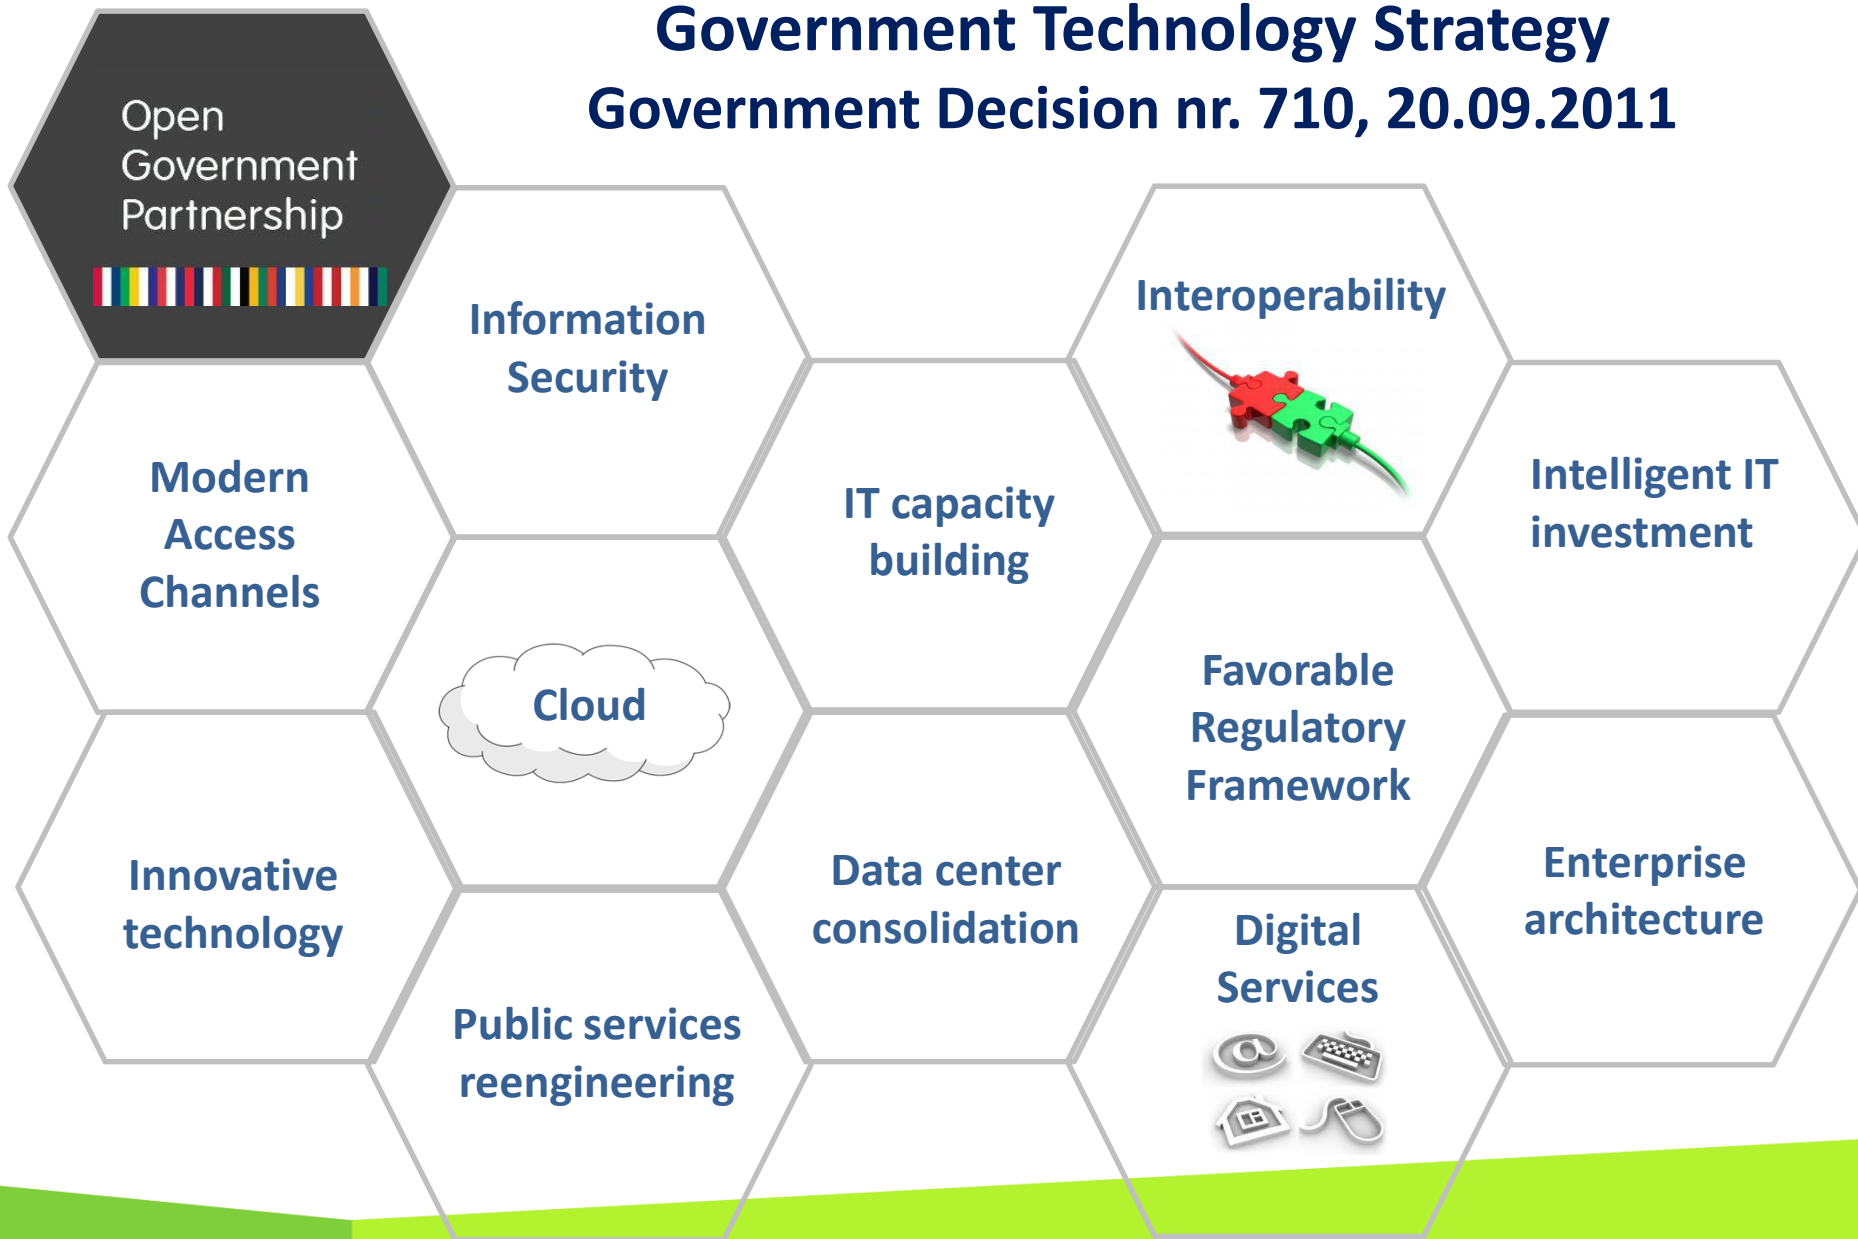 Government Technology Strategy
Government Decision nr. 710, 20.09.2011
Open
Government
Partnership
Information
Security
Interoperability
Modern
Access
Channels
IT capacity
building
Intelligent IT
investment
Cloud
Favorable
Regulatory
Framework
Innovative
technology
Data center
consolidation
Enterprise
architecture
Public services
reengineering
Digital
Services